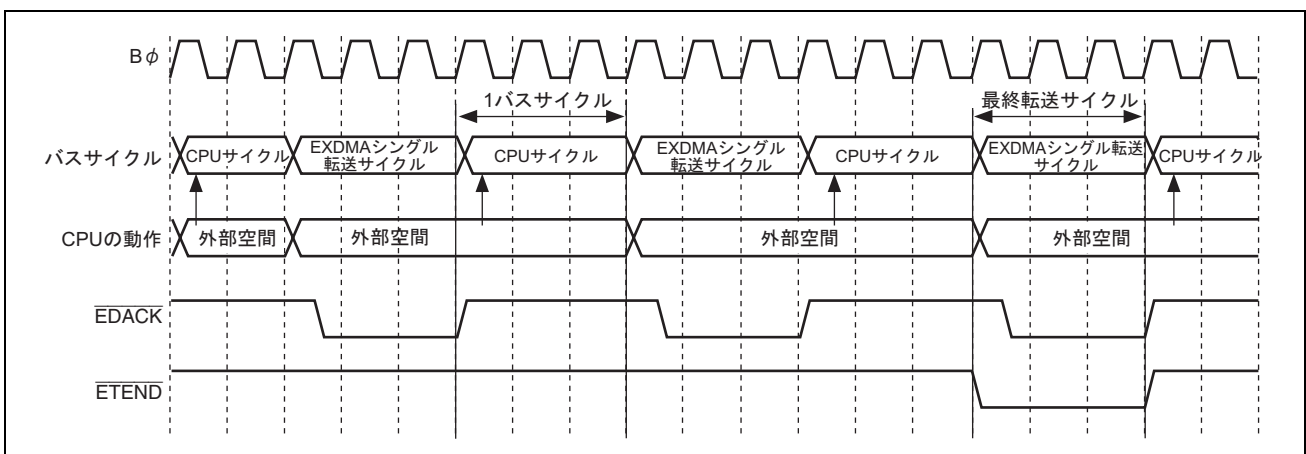 Bφ
1バスサイクル
最終転送サイクル
バスサイクル
CPUサイクル
EXDMAシングル
転送サイクル
CPUサイクル
EXDMAシングル
転送サイクル
CPUサイクル
EXDMAシングル転送
サイクル
CPUサイクル
CPUの動作
外部空間
外部空間
外部空間
外部空間
EDACK
ETEND